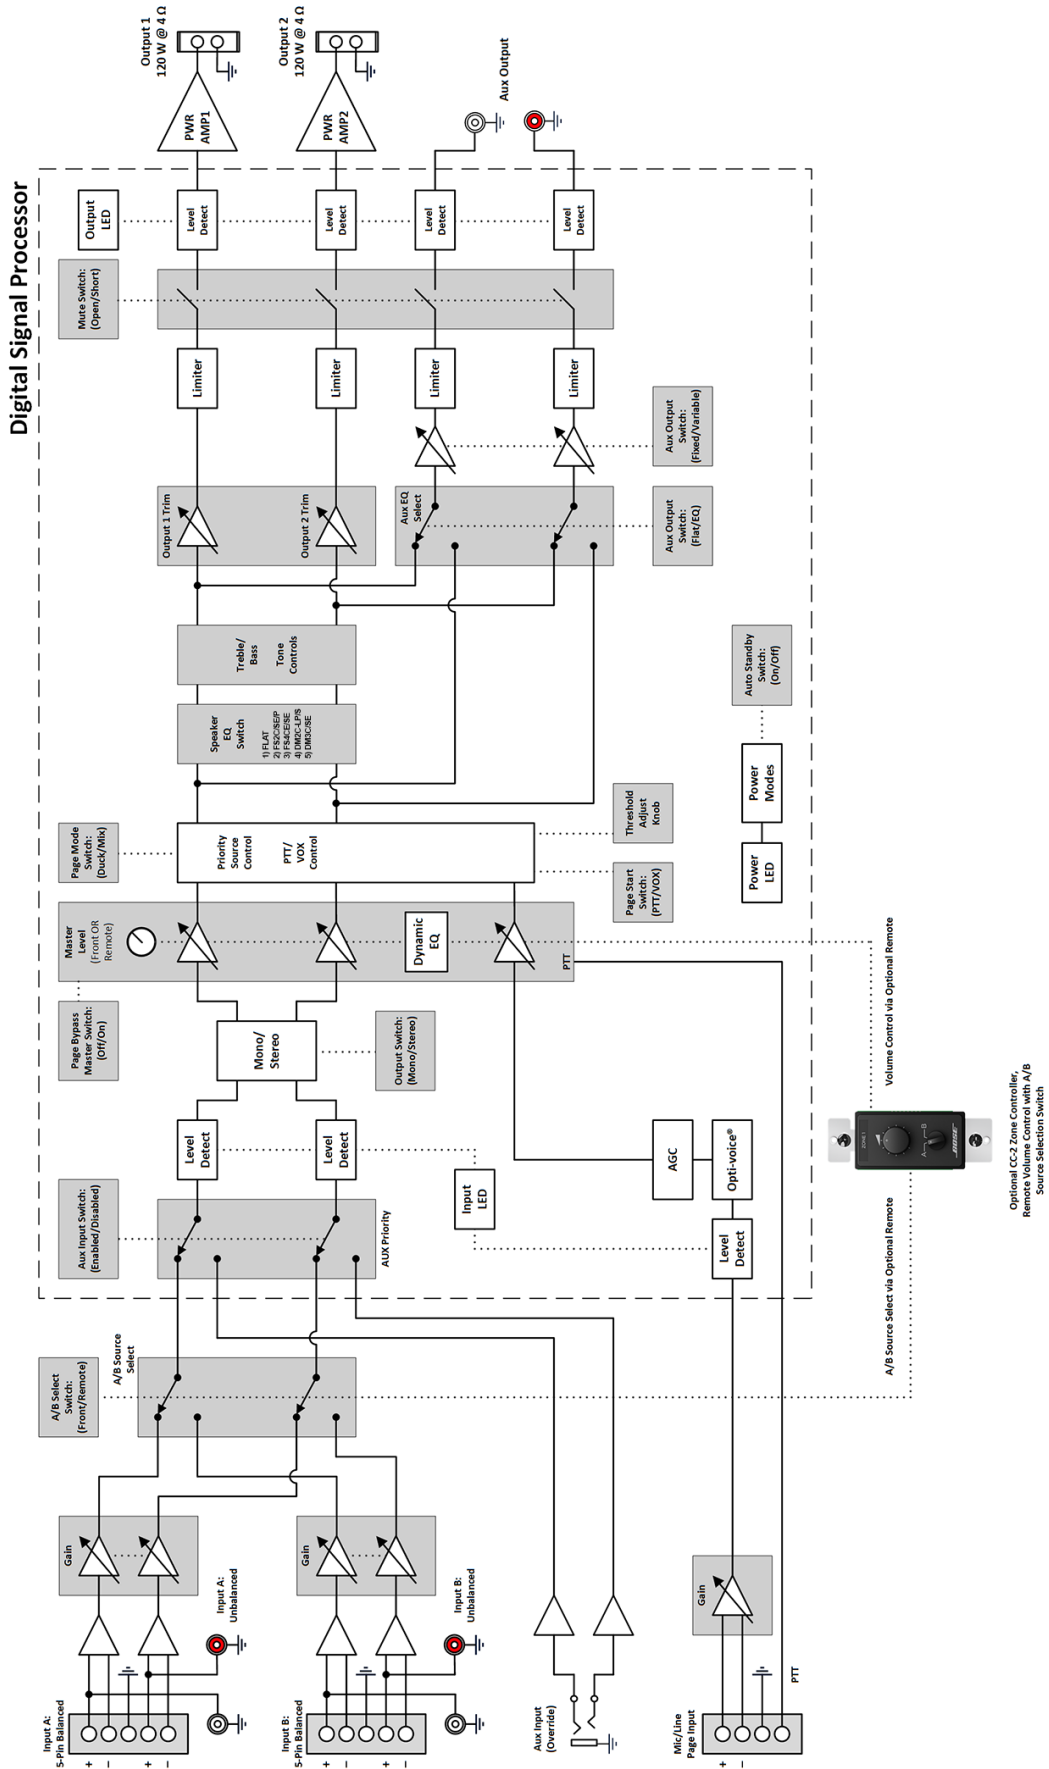 Digital Signal Processor
Input A:
5-Pin Balanced
+
–
+
–
Input A:
Unbalanced
Gain
Input B:
5-Pin Balanced
+
–
+
–
Input B:
Unbalanced
Gain
Aux Input
(Override)
Mic/Line
Page Input
+
–
PTT
Gain
A/B Select
Switch:
(Front/Remote)
A/B Source
Select
Aux Input Switch:
(Enabled/Disabled)
AUX Priority
Level
Detect
Level
Detect
Input
LED
Level
Detect
Opti-voice®
AGC
Mono/
Stereo
Output Switch:
(Mono/Stereo)
Page Bypass
Master Switch:
(Off/On)
Master
Level
(Front OR
Remote)
Dynamic
EQ
PTT
Page Mode
Switch:
(Duck/Mix)
Priority
Source
Control
PTT/
VOX
Control
Page Start
Switch:
(PTT/VOX)
Threshold
Adjust
Knob
Power
LED
Power
Modes
Auto Standby
Switch:
(On/Off)
Speaker
EQ
Switch
1) FLAT
2) FS2C/SE/P
3) FS4CE/SE
4) DM2C-LP/S
5) DM3C/SE
Treble/
Bass
Tone
Controls
Output 1 Trim
Output 2 Trim
Aux EQ
Select
Aux Output
Switch:
(Flat/EQ)
Aux Output
Switch:
(Fixed/Variable)
Limiter
Limiter
Limiter
Limiter
Mute Switch:
(Open/Short)
Output
LED
Level
Detect
Level
Detect
Level
Detect
Level
Detect
PWR
AMP1
PWR
AMP2
Output 1
120 W @ 4 Ω
Output 2
120 W @ 4 Ω
Aux Output
A/B Source Select via Optional Remote
Volume Control via Optional Remote
ZONE 1
A
B
BOSE
Optional CC-2 Zone Controller,
Remote Volume Control with A/B
Source Selection Switch